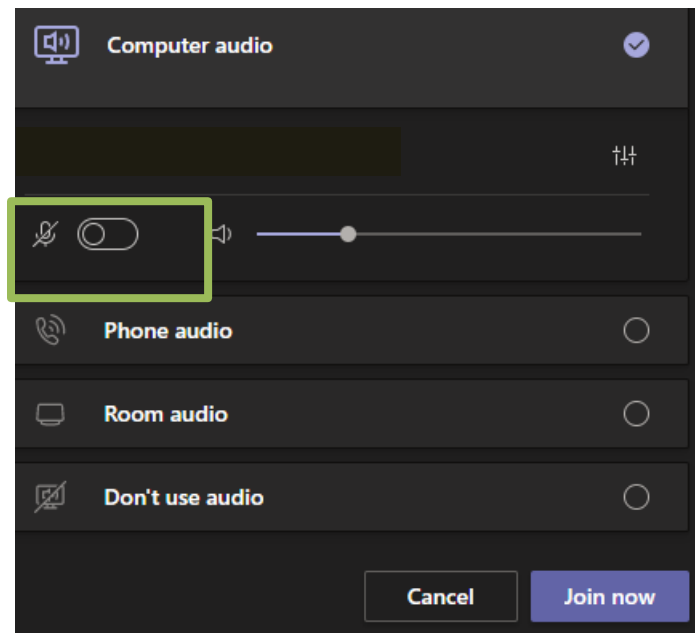 Computer audio
Phone audio
Room audio
Don't use audio
Cancel
Join now